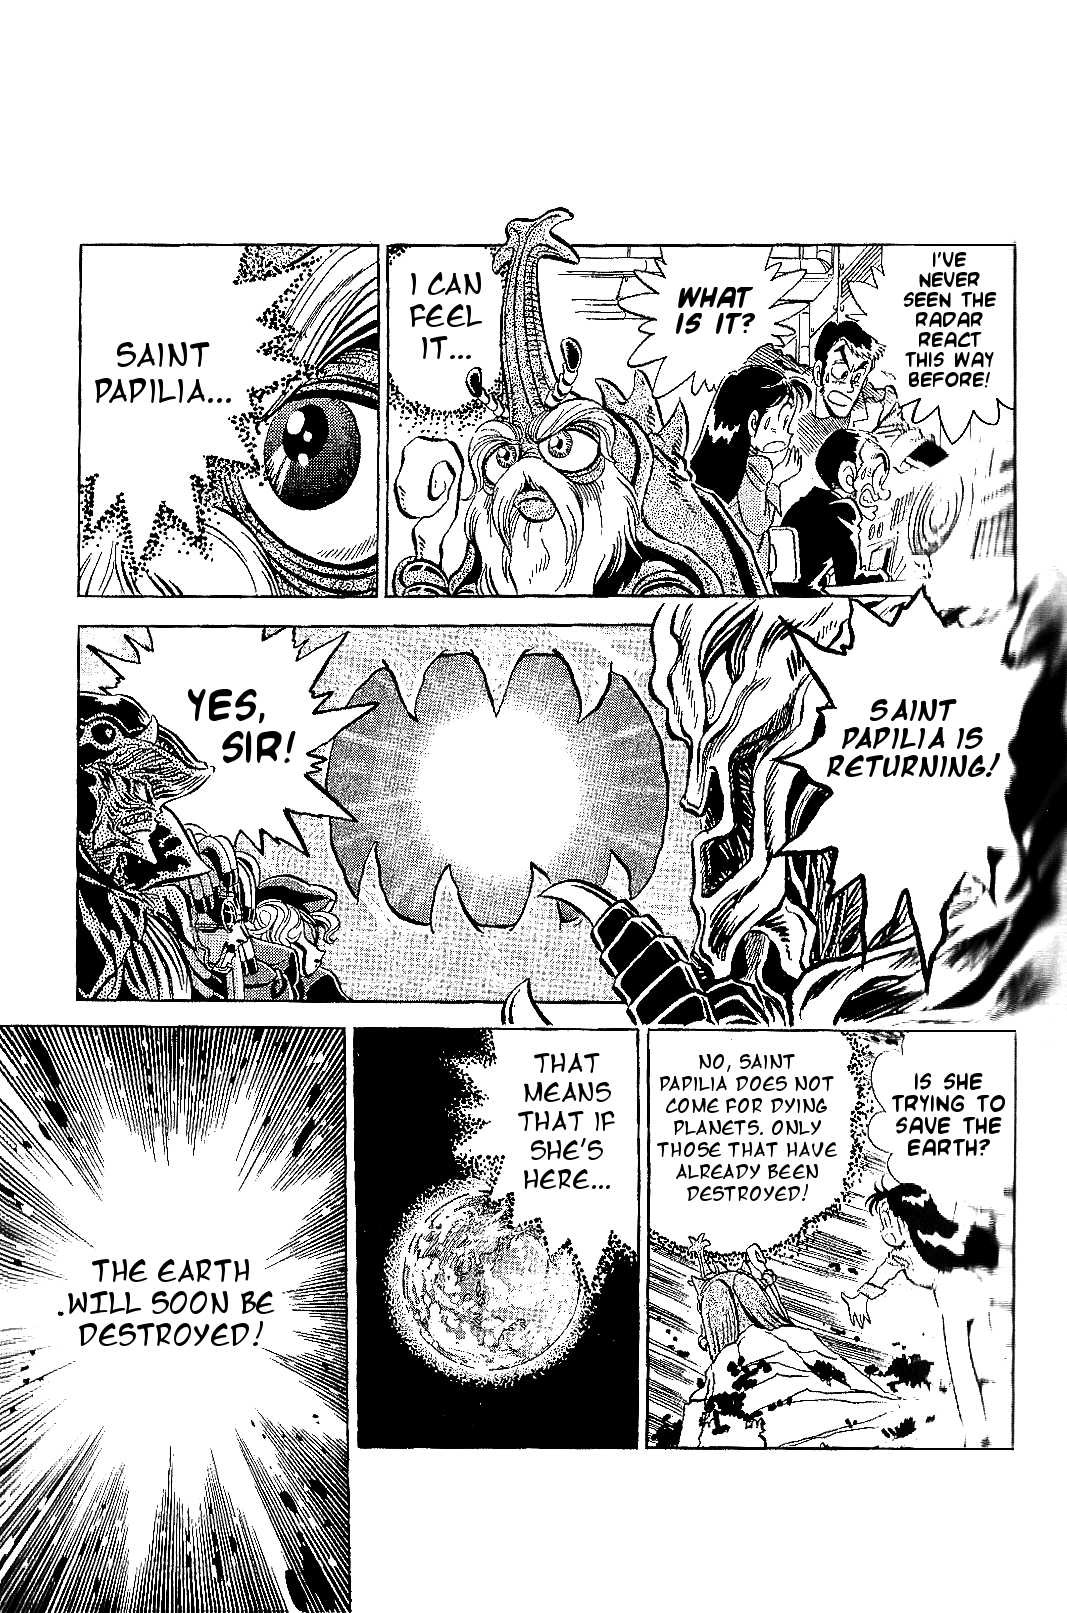 I'VE
NEVER
SEEN THE
RADAR
REACT
THIS WAY
BEFORE!
WHAT
IS IT?
I CAN
FEEL
IT...
SAINT
PAPILIA...
SAINT
PAPILIA IS
RETURNING!
YES,
SIR!
IS SHE
TRYING TO
SAVE THE
EARTH?
NO, SAINT
PAPILIA DOES NOT
COME FOR DYING
PLANETS. ONLY
THOSE THAT HAVE
ALREADY BEEN
DESTROYED!
THAT
MEANS
THAT IF
SHE'S
HERE...
THE EARTH
WILL SOON BE
DESTROYED!